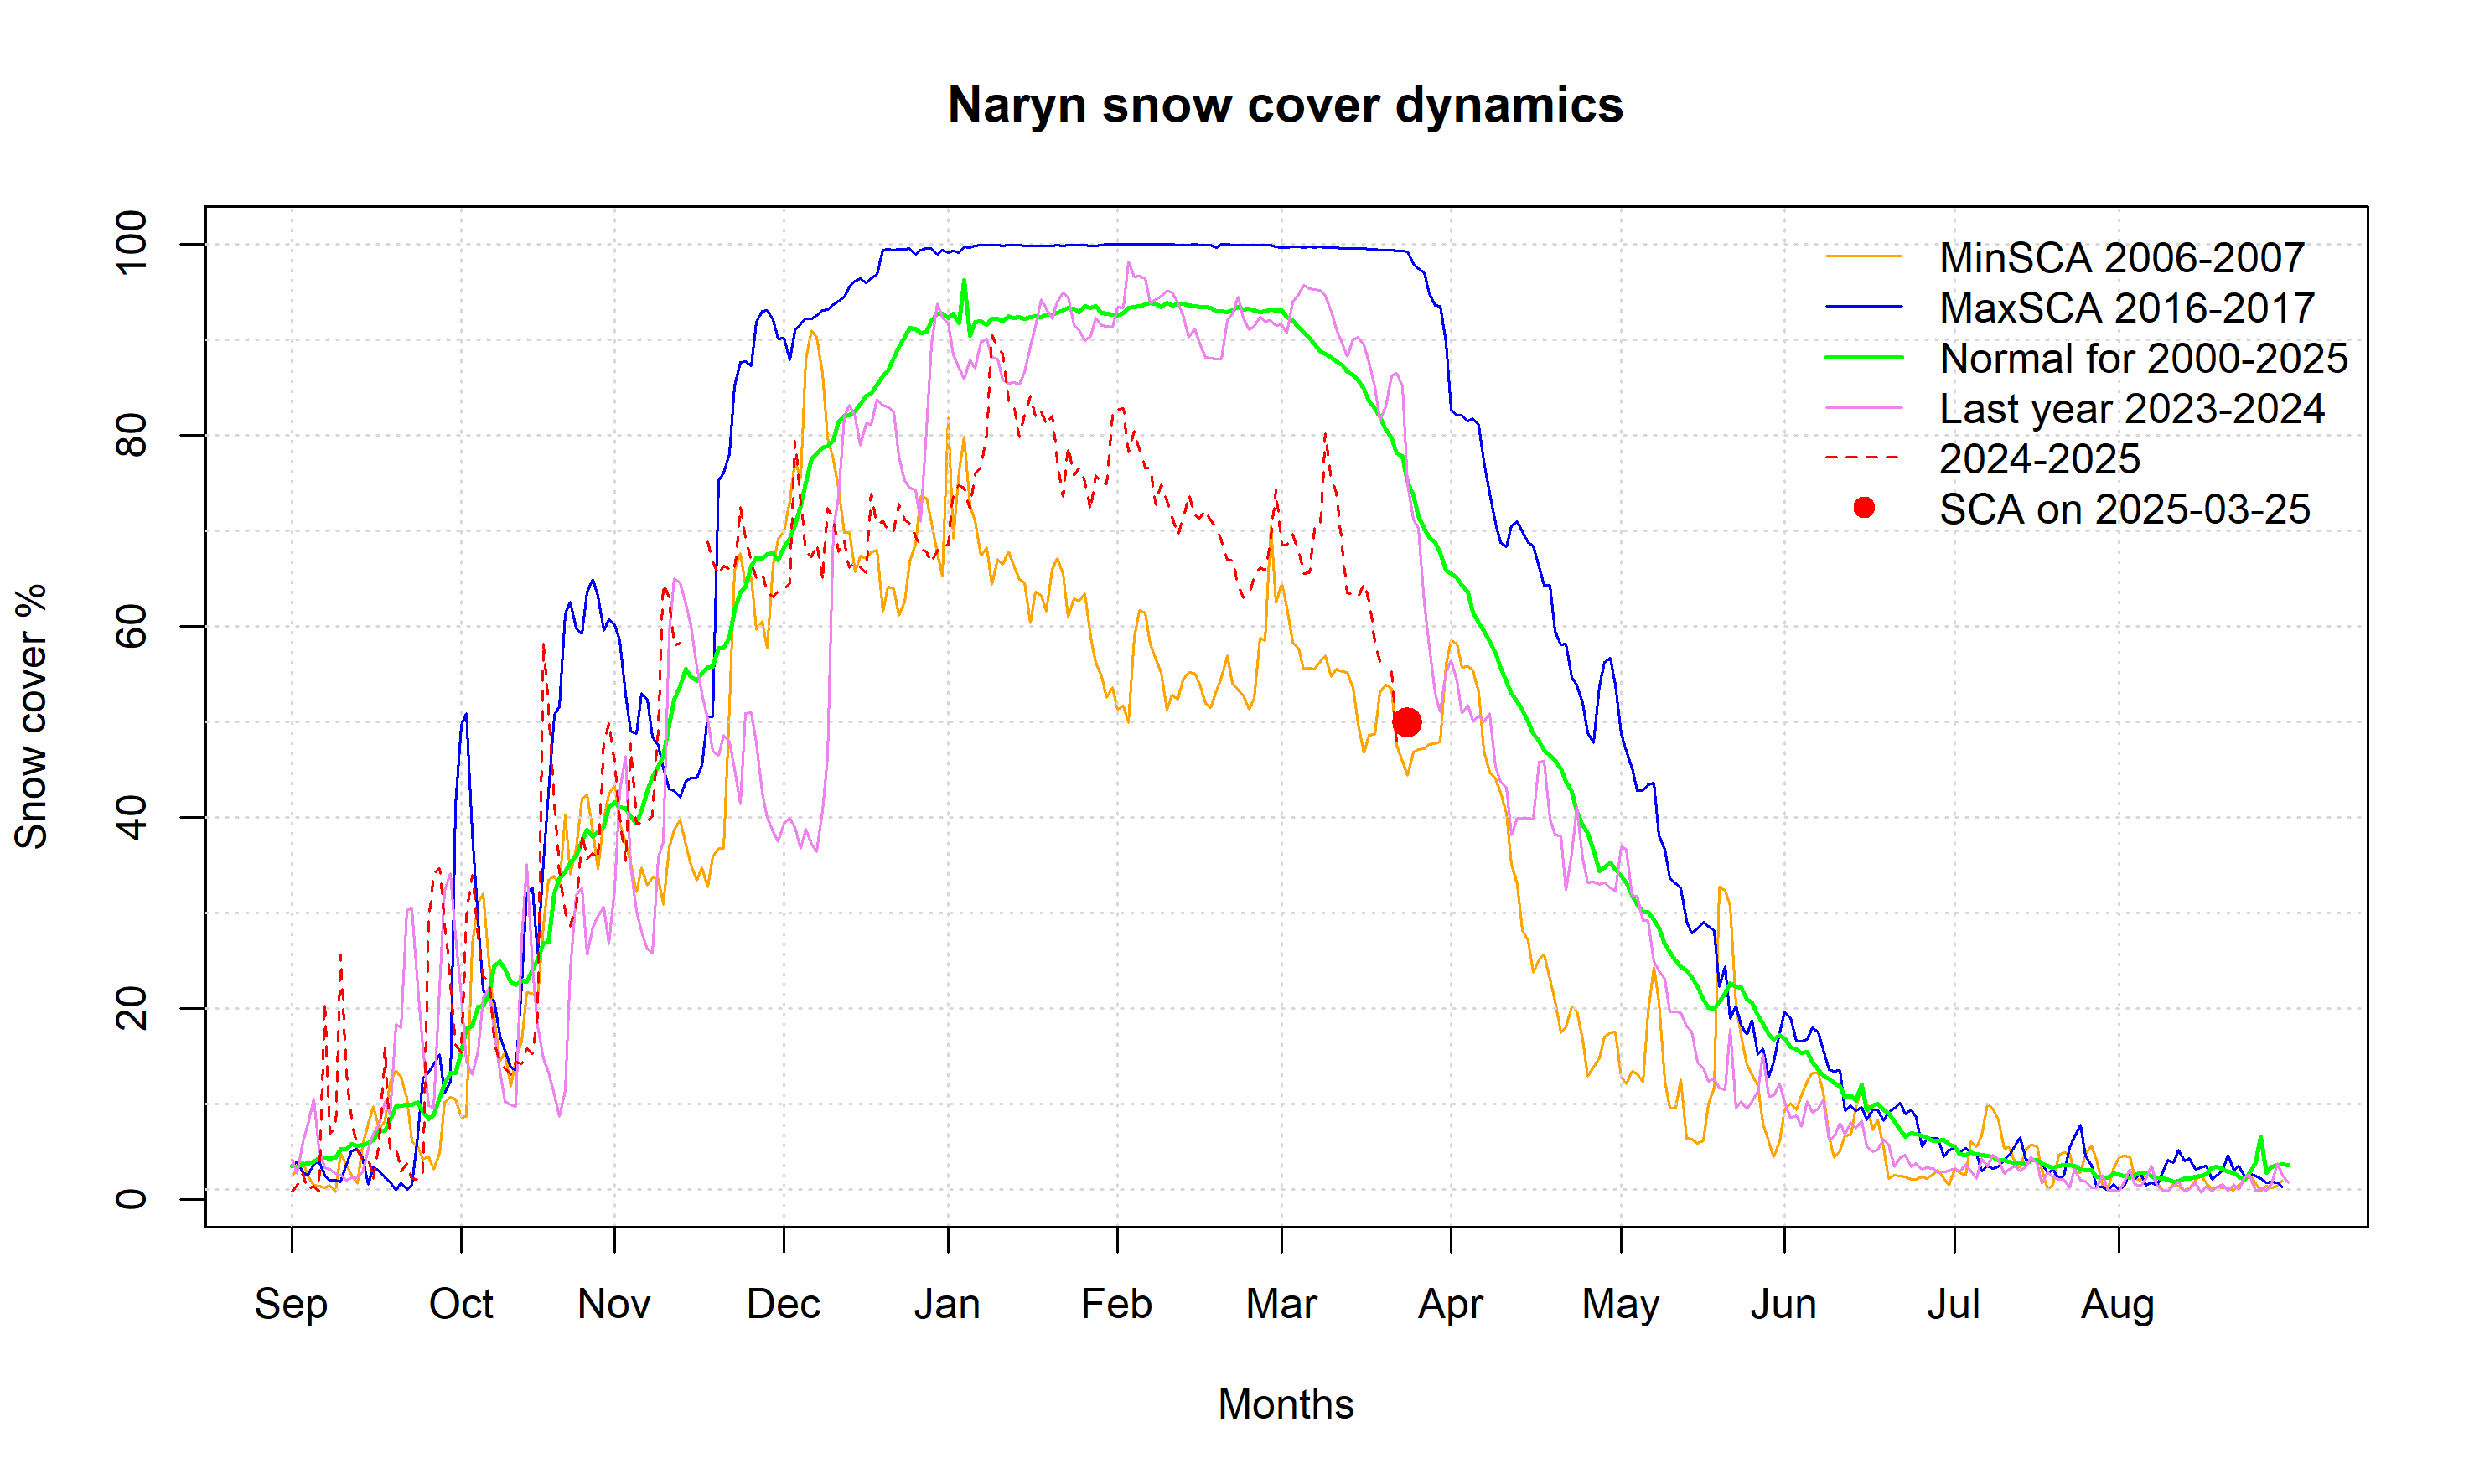 Naryn snow cover dynamics
MinSCA 2006-2007
MaxSCA 2016-2017
Normal for 2000-2025
Last year 2023-2024
2024-2025
SCA on 2025-03-25
Snow cover %
100
80
60
40
20
0
Sep Oct Nov Dec Jan Feb Mar Apr May Jun Jul Aug
Months